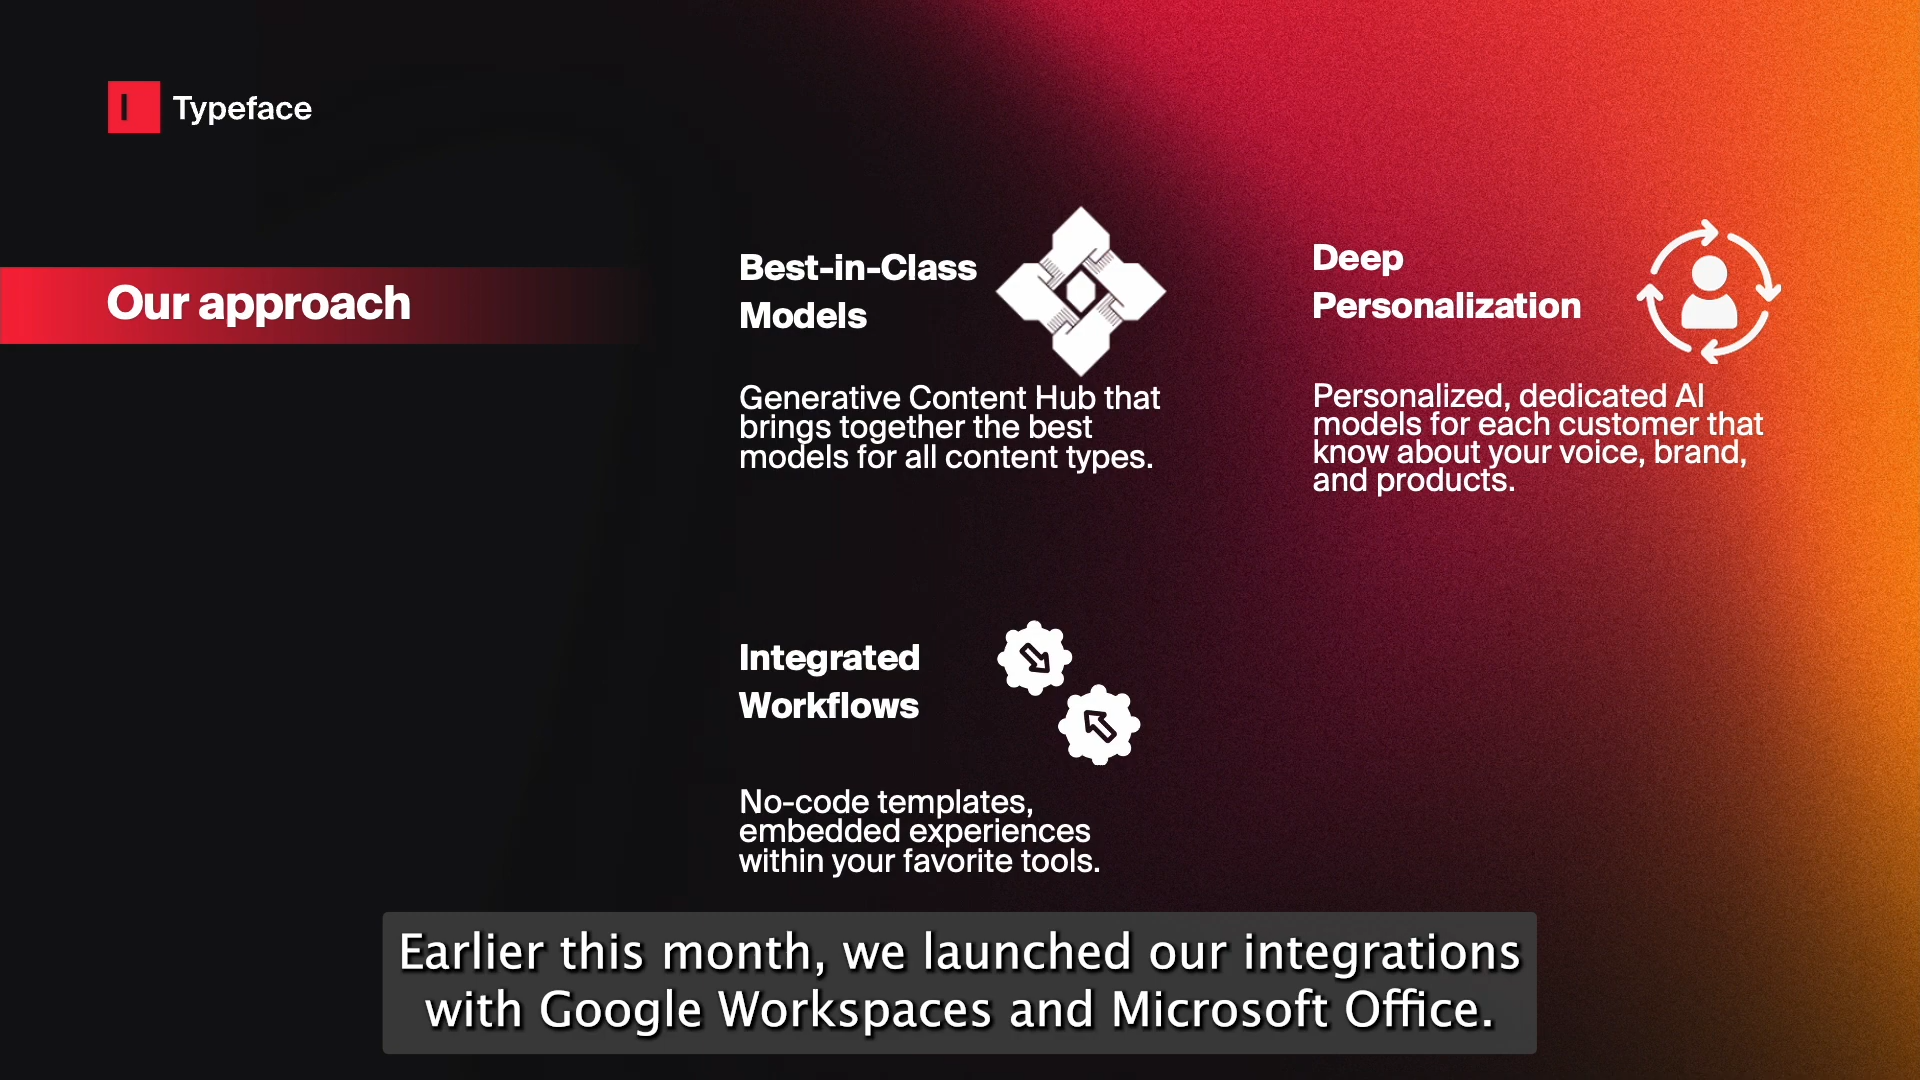 Typeface
Our approach
Best-in-Class
Models
Generative Content Hub that
brings together the best
models for all content types.
Deep
Personalization
Personalized, dedicated AI
models for each customer that
know about your voice, brand,
and products.
Integrated
Workflows
No-code templates,
embedded experiences
within your favorite tools.
Earlier this month, we launched our integrations
with Google Workspaces and Microsoft Office.